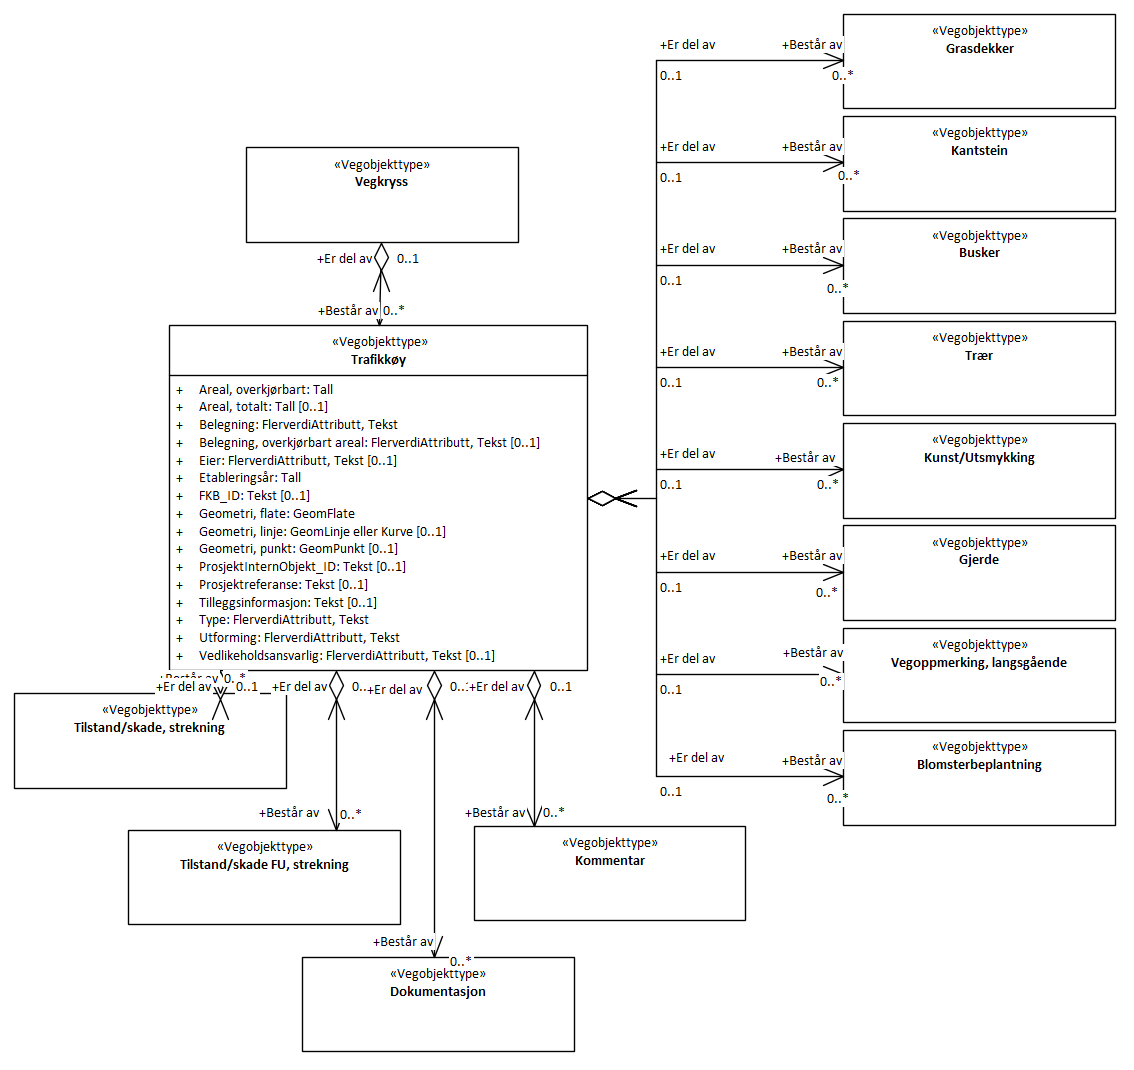 «Vegobjekttype»
Grasdekker
+Er del av
+Består av
0..1
0..*
«Vegobjekttype»
Kantstein
+Er del av
+Består av
0..1
0..*
«Vegobjekttype»
Vegkryss
+Er del av
0..1
+Består av
0..*
«Vegobjekttype»
Busker
+Er del av
+Består av
0..1
0..*
«Vegobjekttype»
Trær
+Er del av
+Består av
0..1
0..*
«Vegobjekttype»
Kunst/Utsmykking
+Er del av
+Består av
0..1
0..*
«Vegobjekttype»
Gjerde
+Er del av
+Består av
0..1
0..*
«Vegobjekttype»
Vegoppmerking, langsgående
+Er del av
+Består av
0..1
0..*
«Vegobjekttype»
Blomsterbeplantning
+Er del av
+Består av
0..1
0..*
«Vegobjekttype»
Trafikkøy
+ Areal, overkjørbart: Tall
+ Areal, totalt: Tall [0..1]
+ Belegning: FlerverdiAttributt, Tekst
+ Belegning, overkjørbart areal: FlerverdiAttributt, Tekst [0..1]
+ Eier: FlerverdiAttributt, Tekst [0..1]
+ Etableringsår: Tall
+ FKB_ID: Tekst [0..1]
+ Geometri, flate: GeomFlate
+ Geometri, linje: GeomLinje eller Kurve [0..1]
+ Geometri, punkt: GeomPunkt [0..1]
+ ProsjektInternObjekt_ID: Tekst [0..1]
+ Prosjektreferanse: Tekst [0..1]
+ Tilleggsinformasjon: Tekst [0..1]
+ Type: FlerverdiAttributt, Tekst
+ Utforming: FlerverdiAttributt, Tekst
+ Vedlikeholdsansvarlig: FlerverdiAttributt, Tekst [0..1]
+Består av 0..*
+Er del av 0..1
+Er del av 0..
+Er del av 0..1
+Er del av 0..1
«Vegobjekttype»
Tilstand/skade, strekning
+Består av 0..*
«Vegobjekttype»
Tilstand/skade FU, strekning
+Består av 0..*
«Vegobjekttype»
Kommentar
+Består av
0..*
«Vegobjekttype»
Dokumentasjon